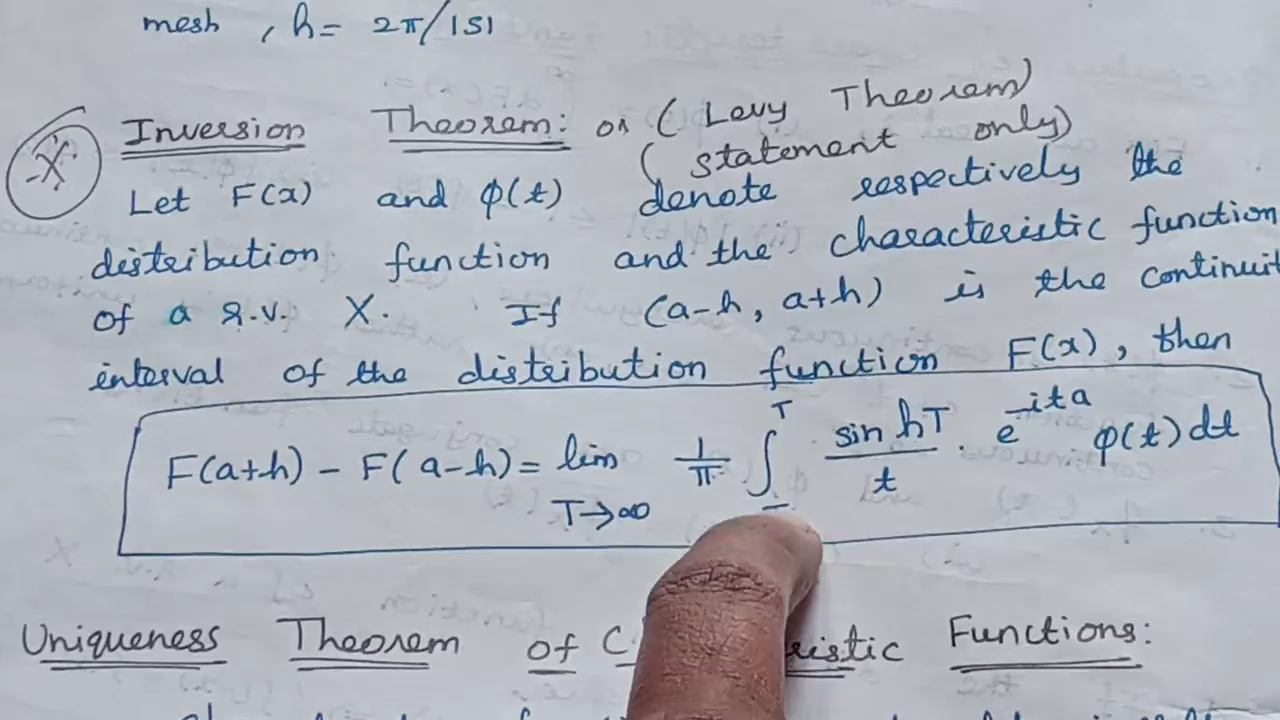 mesh , h = 2π/|S|
Inversion Theorem: or ( Levy Theorem)
( statement only)
Let F(x) and φ(t) denote respectively the
distribution function and the characteristic function
of a r.v. X. If (a-h, a+h) is the continuit
interval of the distribution function F(x), then
F(a+h) - F(a-h) = lim T→∞ 1/π ∫ T - sin hT / t . e^-ita φ(t) dt
Uniqueness Theorem of C ristic Functions: